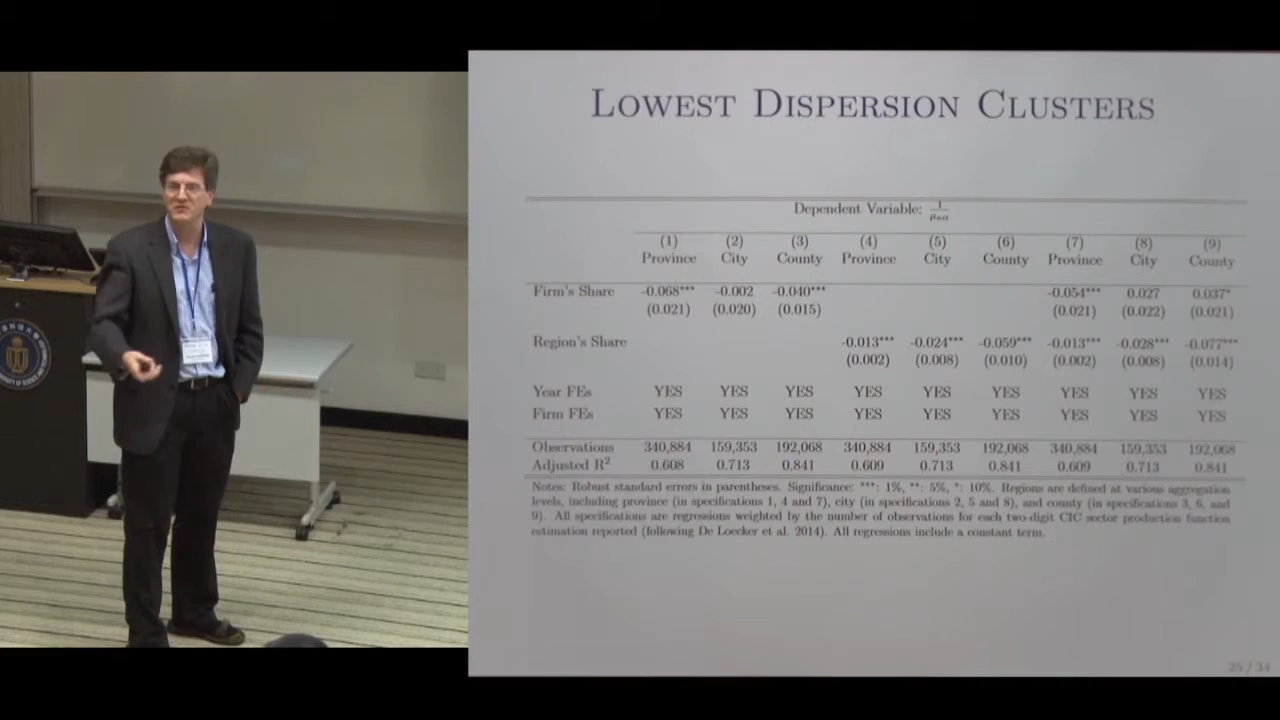 LOWEST DISPERSION CLUSTERS
Dependent Variable:
(1) (2) (3) (4) (5) (6) (7) (8) (9)
Province City County Province City County Province City County
Firm's Share -0.068*** -0.002 -0.040*** -0.054*** 0.027 0.037*
(0.021) (0.020) (0.015) (0.021) (0.022) (0.021)
Region's Share -0.013*** -0.024*** -0.059*** -0.013*** -0.028*** -0.077***
(0.002) (0.008) (0.010) (0.002) (0.008) (0.014)
Year FEs YES YES YES YES YES YES YES YES YES
Firm FEs YES YES YES YES YES YES YES YES YES
Observations 340,884 159,353 192,068 340,884 159,353 192,068 340,884 159,353 192,068
Adjusted R² 0.608 0.713 0.841 0.609 0.713 0.841 0.609 0.713 0.841
Notes: Robust standard errors in parentheses. Significance: ***: 1%, **: 5%, *: 10%. Regions are defined at various aggregation
levels, including province (in specifications 1, 4 and 7), city (in specifications 2, 5 and 8), and county (in specifications 3, 6, and
9). All specifications are regressions weighted by the number of observations for each two-digit CIC sector production function
estimation reported (following De Loecker et al. 2014). All regressions include a constant term.
25 / 34